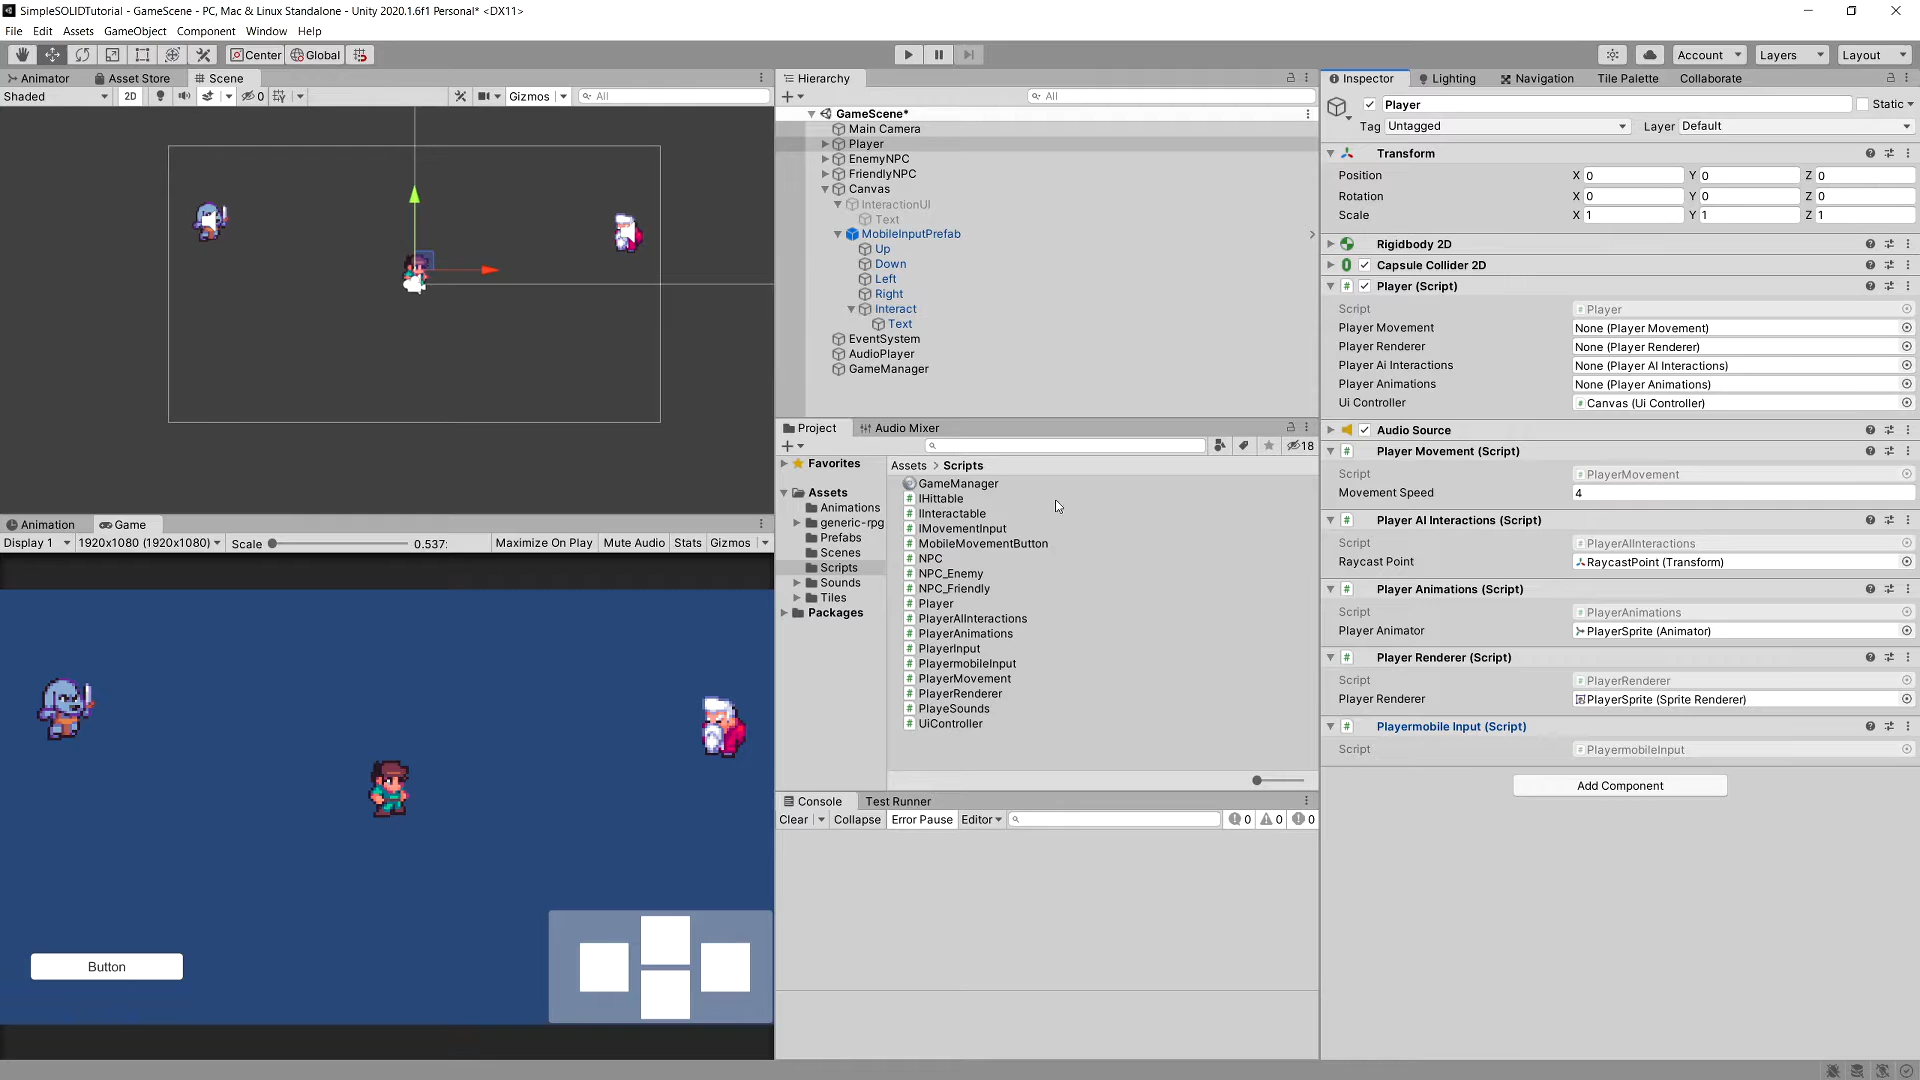 SimpleSOLIDTutorial - GameScene - PC, Mac & Linux Standalone - Unity 2020.1.6f1 Personal* <DX11>
File Edit Assets GameObject Component Window Help
Center Global Account Layers Layout
Animator Asset Store Scene
Shaded 2D 0 Gizmos All
Hierarchy
All
GameScene*
Main Camera
Player
EnemyNPC
FriendlyNPC
Canvas
InteractionUI
Text
MobileInputPrefab
Up
Down
Left
Right
Interact
Text
EventSystem
AudioPlayer
GameManager
Project Audio Mixer
18
Favorites
Assets
Animations
generic-rpg
Prefabs
Scenes
Scripts
Sounds
Tiles
Packages
Assets > Scripts
GameManager
IHittable
IInteractable
IMovementInput
MobileMovementButton
NPC
NPC_Enemy
NPC_Friendly
Player
PlayerAIInteractions
PlayerAnimations
PlayerInput
PlayermobileInput
PlayerMovement
PlayerRenderer
PlayeSounds
UiController
Console Test Runner
Clear Collapse Error Pause Editor 0 0 0
Animation Game
Display 1 1920x1080 (1920x1080) Scale 0.537: Maximize On Play Mute Audio Stats Gizmos
Button
Inspector Lighting Navigation Tile Palette Collaborate
Player Static
Tag Untagged Layer Default
Transform
Position X 0 Y 0 Z 0
Rotation X 0 Y 0 Z 0
Scale X 1 Y 1 Z 1
Rigidbody 2D
Capsule Collider 2D
# Player (Script)
Script # Player
Player Movement None (Player Movement)
Player Renderer None (Player Renderer)
Player Ai Interactions None (Player AI Interactions)
Player Animations None (Player Animations)
Ui Controller # Canvas (Ui Controller)
Audio Source
# Player Movement (Script)
Script # PlayerMovement
Movement Speed 4
# Player AI Interactions (Script)
Script # PlayerAIInteractions
Raycast Point RaycastPoint (Transform)
# Player Animations (Script)
Script # PlayerAnimations
Player Animator PlayerSprite (Animator)
# Player Renderer (Script)
Script # PlayerRenderer
Player Renderer PlayerSprite (Sprite Renderer)
# Playermobile Input (Script)
Script # PlayermobileInput
Add Component